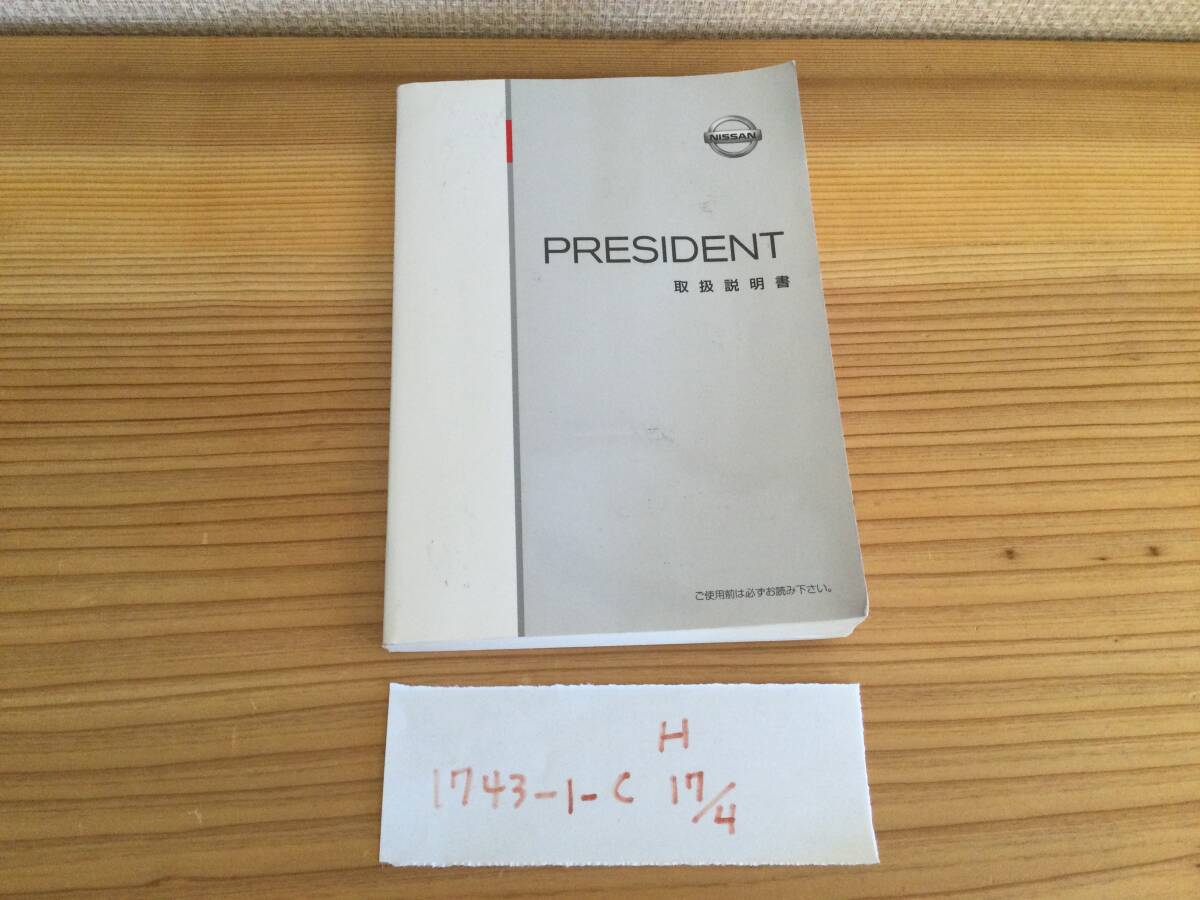 NISSAN
PRESIDENT
取扱説明書
ご使用前は必ずお読み下さい。
H
1743-1-C 17/4